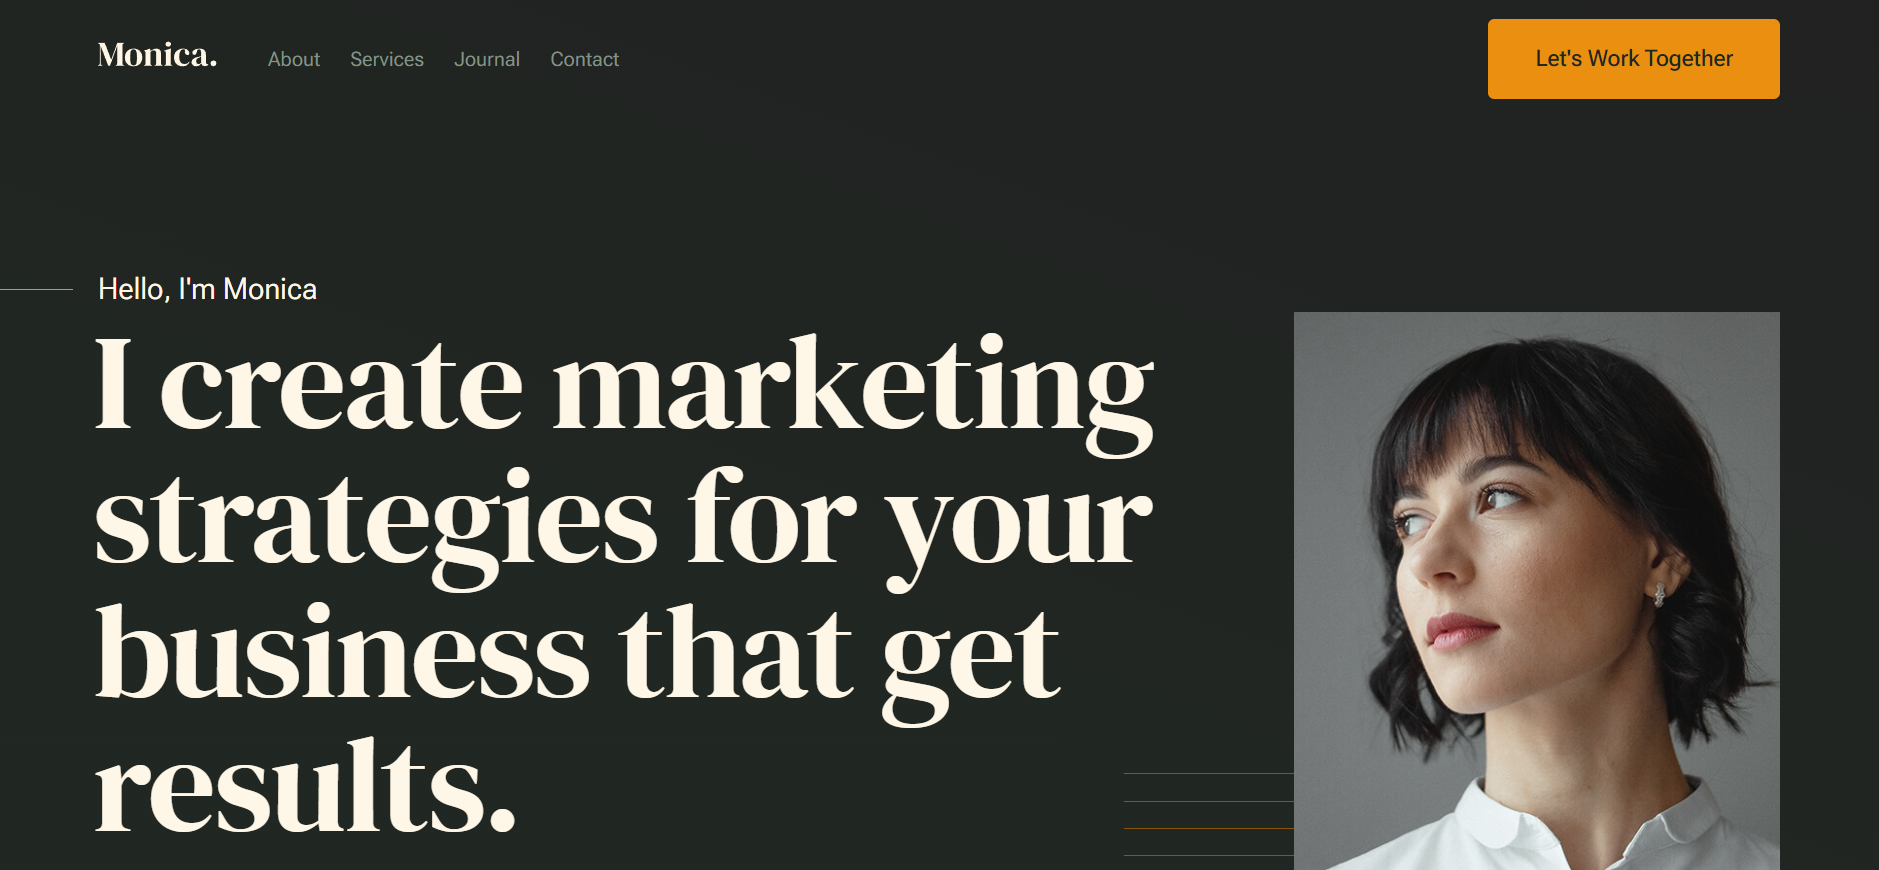 Monica.
About
Services
Journal
Contact
Let's Work Together
Hello, I'm Monica
I create marketing
strategies for your
business that get
results.